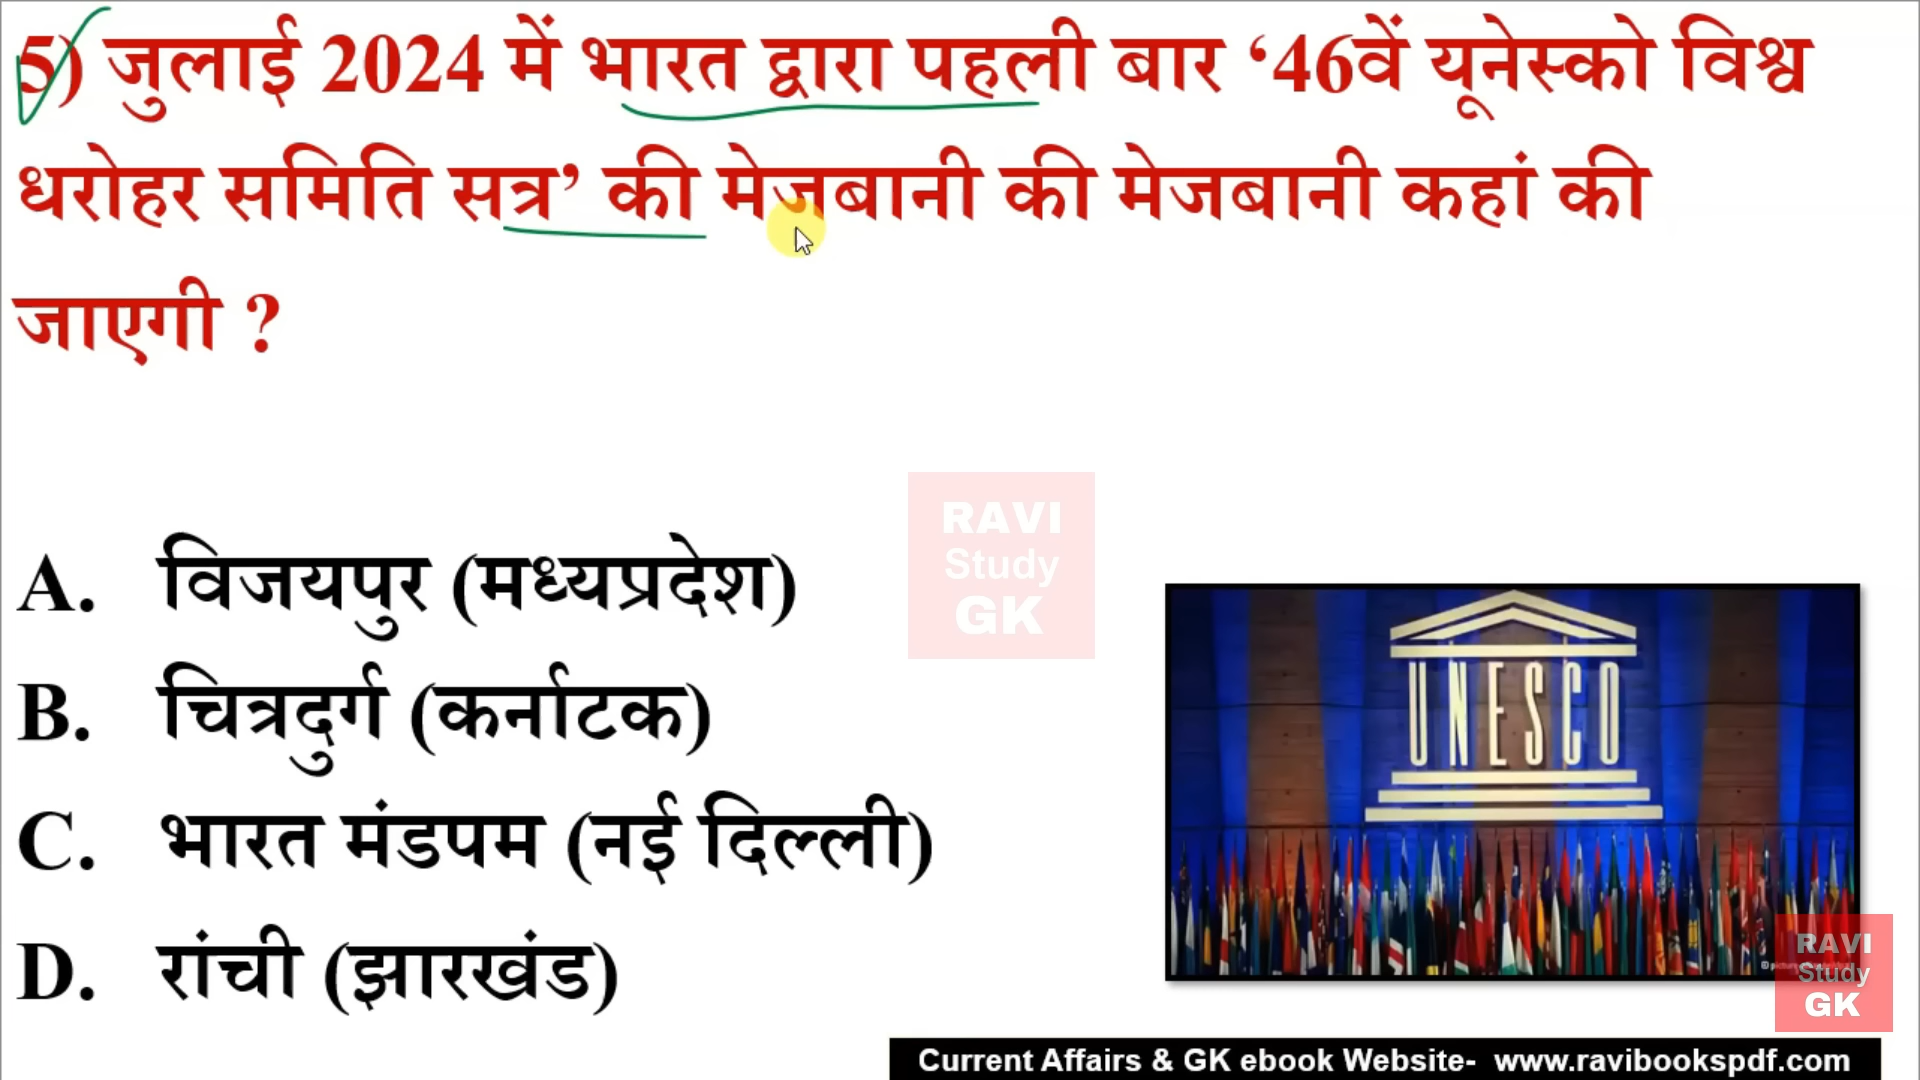 5) जुलाई 2024 में भारत द्वारा पहली बार ‘46वें यूनेस्को विश्व
धरोहर समिति सत्र’ की मेजबानी की मेजबानी कहां की
जाएगी ?
RAVI
Study
GK
A. विजयपुर (मध्यप्रदेश)
B. चित्रदुर्ग (कर्नाटक)
C. भारत मंडपम (नई दिल्ली)
D. रांची (झारखंड)
UNESCO
RAVI
Study
GK
Current Affairs & GK ebook Website- www.ravibookspdf.com